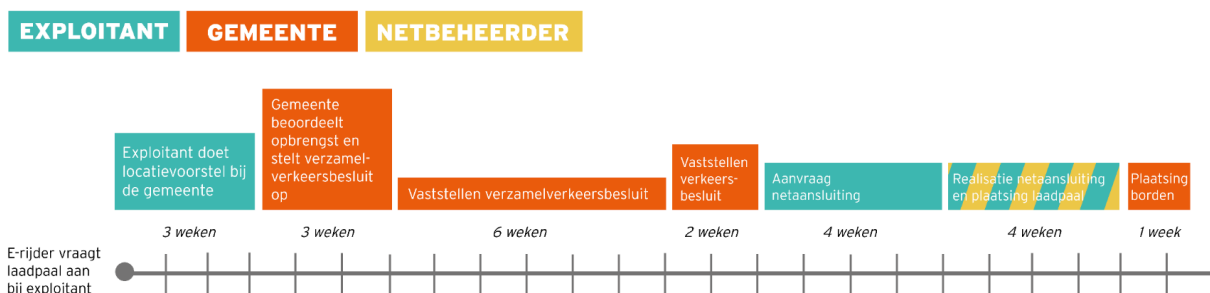 EXPLOITANT
GEMEENTE
NETBEHEERDER
Exploitant doet
locatievoorstel bij
de gemeente
Gemeente
beoordeelt
opbrengst en
stelt verzamel-
verkeersbesluit
op
Vaststellen verzamelverkeersbesluit
Vaststellen
verkeers-
besluit
Aanvraag
netaansluiting
Realisatie netaansluiting
en plaatsing laadpaal
Plaatsing
borden
3 weken
3 weken
6 weken
2 weken
4 weken
4 weken
1 week
E-rijder vraagt
laadpaal aan
bij exploitant